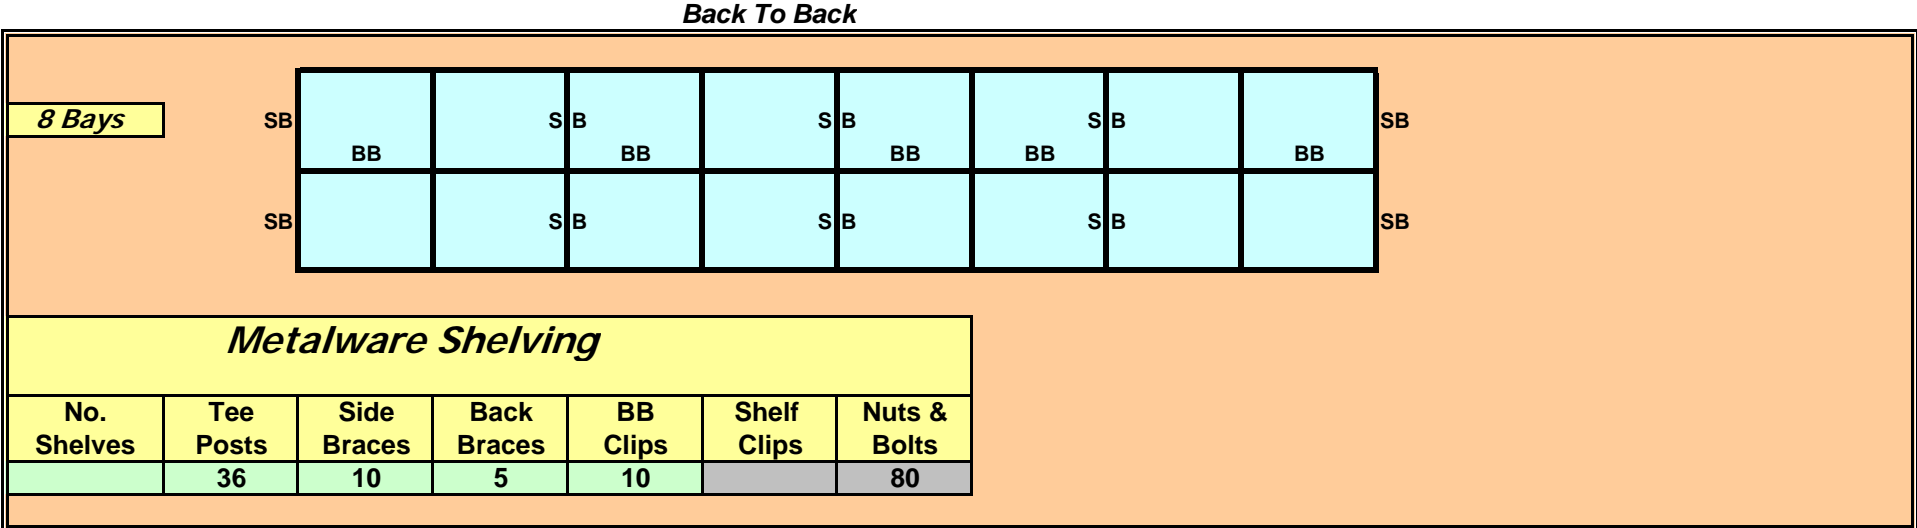 Back To Back
8 Bays
SB S B S B S B SB
BB BB BB BB BB
SB S B S B S B SB
Metalware Shelving
No. Tee Side Back BB Shelf Nuts &
Shelves Posts Braces Braces Clips Clips Bolts
36 10 5 10 80